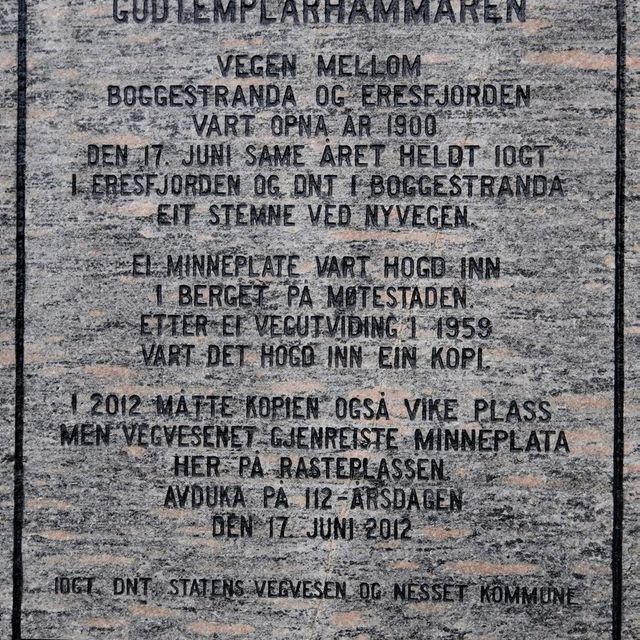 GODTEMPLARHAMMAREN
VEGEN MELLOM
BOGGESTRANDA OG ERESFJORDEN
VART OPNA ÅR 1900
DEN 17. JUNI SAME ÅRET HELDT IOGT
I ERESFJORDEN OG DNT I BOGGESTRANDA
EIT STEMNE VED NYVEGEN.
EI MINNEPLATE VART HOGD INN
I BERGET PÅ MØTESTADEN.
ETTER EI VEGUTVIDING I 1959
VART DET HOGD INN EIN KOPI.
I 2012 MÅTTE KOPIEN OGSÅ VIKE PLASS
MEN VEGVESENET GJENREISTE MINNEPLATA
HER PÅ RASTEPLASSEN.
AVDUKA PÅ 112-ÅRSDAGEN
DEN 17. JUNI 2012
IOGT. DNT. STATENS VEGVESEN OG NESSET KOMMUNE